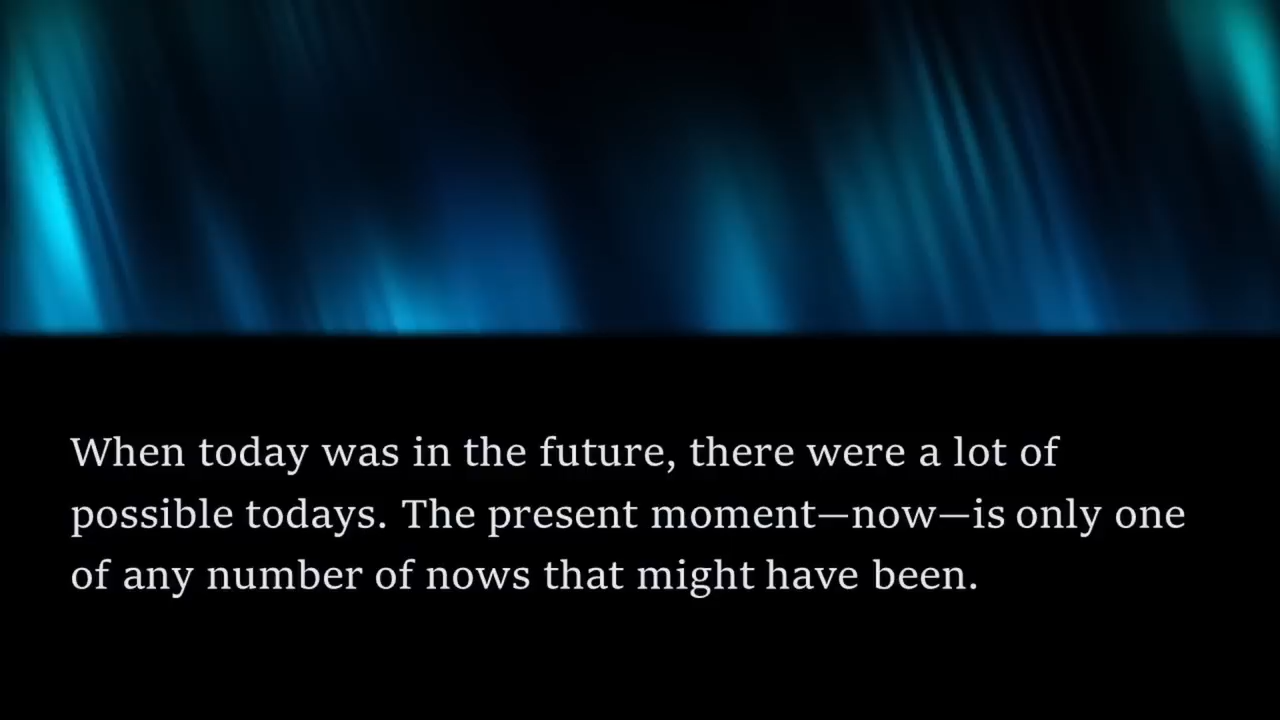 When today was in the future, there were a lot of
possible todays. The present moment—now—is only one
of any number of nows that might have been.